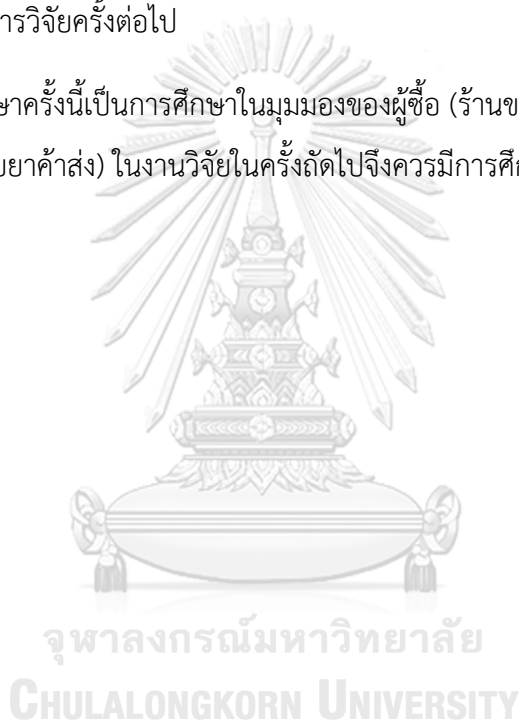 ารวิจัยครั้งต่อไป
ษาครั้งนี้เป็นการศึกษาในมุมมองของผู้ซื้อ (ร้านข
ยยาค้าส่ง) ในงานวิจัยในครั้งถัดไปจึงควรมีการศึก
จุฬาลงกรณ์มหาวิทยาลัย
CHULALONGKORN UNIVERSITY